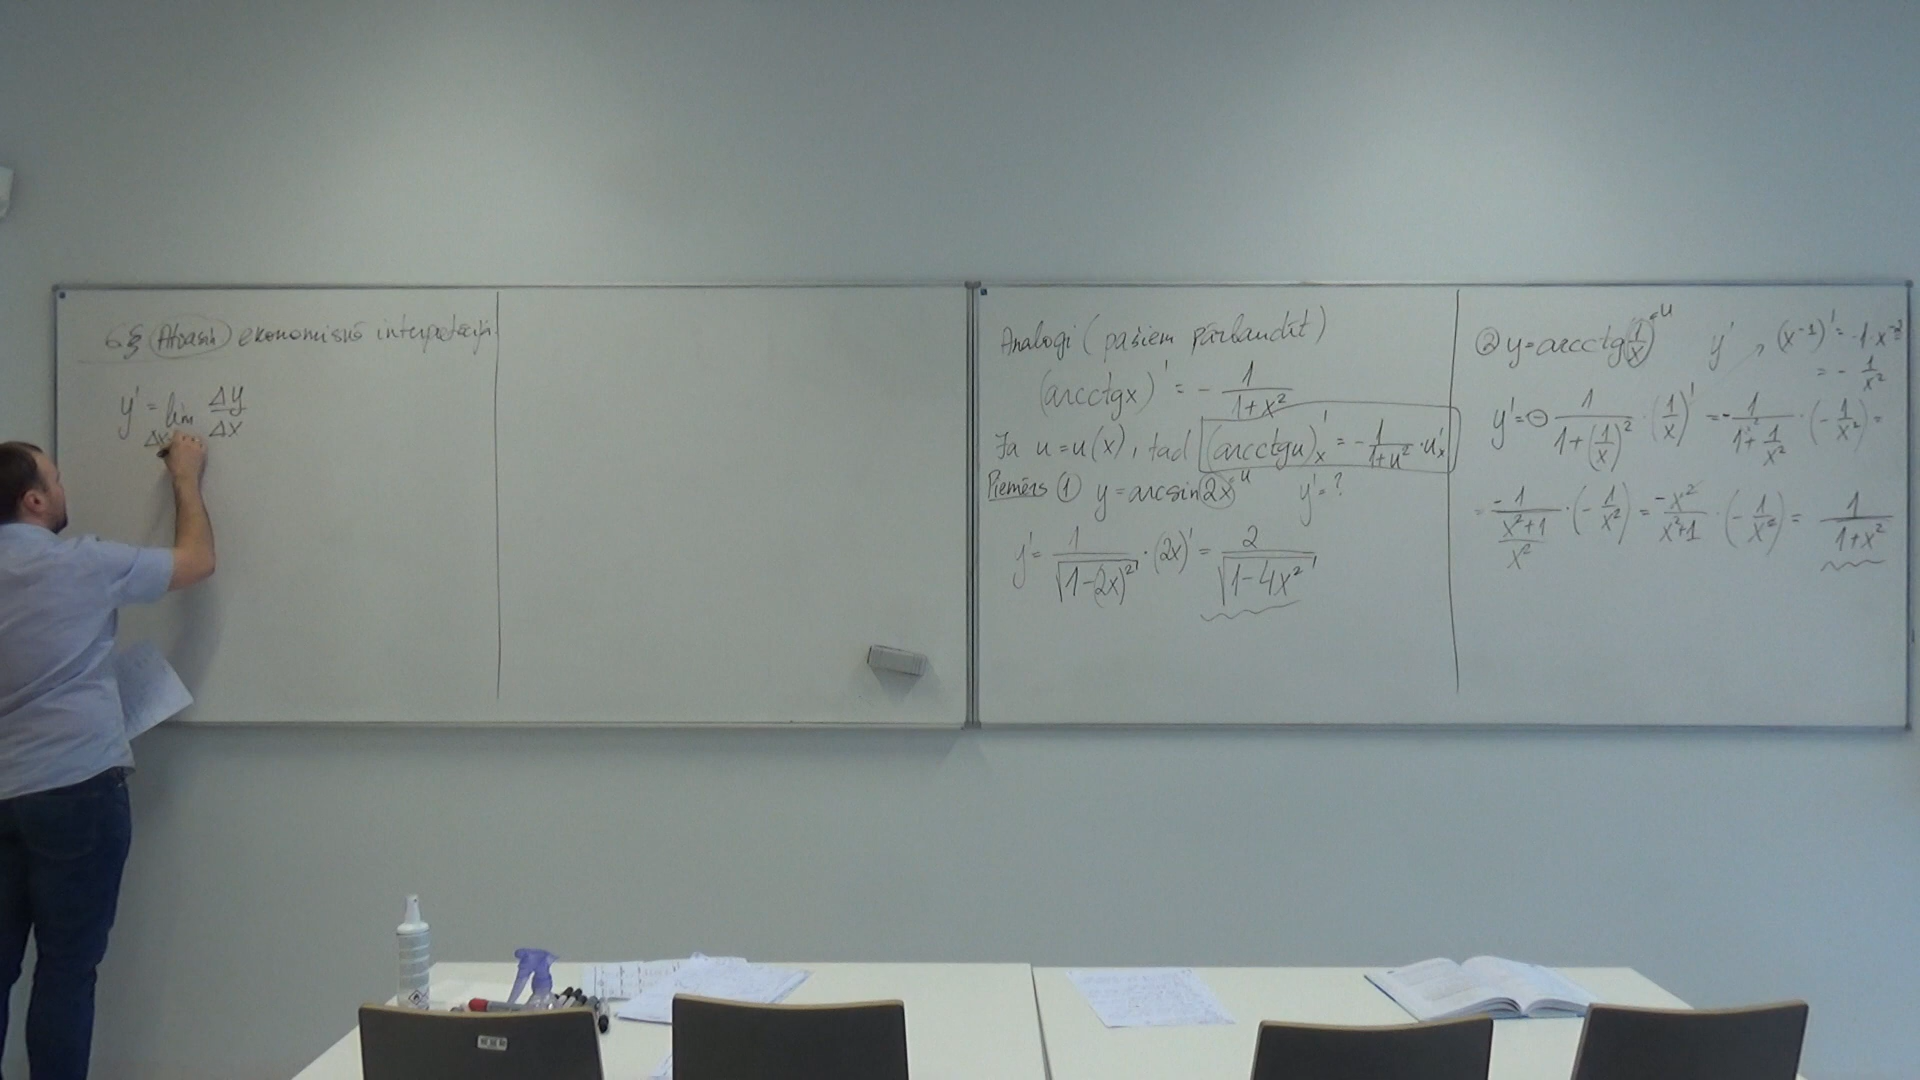 6.§ Atvasin. ekonomiskā interpretācija
y' = lim Δy/Δx
Δx
Analogi (pašiem pārbaudīt)
(arcctgx)' = - 1/(1+x²)
Ja u=u(x), tad (arcctgu)'ₓ = - 1/(1+u²) · u'ₓ
Piemērs ① y=arcsin2x=u y'=?
y' = 1/√(1-(2x)²) · (2x)' = 2/√(1-4x²)
② y=arcctg(1/x)=u y' (x⁻¹)' = -1·x⁻²
= - 1/x²
y' = - 1/(1+(1/x)²) · (1/x)' = - 1/(1+1/x²) · (-1/x²) =
= -1/((x²+1)/x²) · (-1/x²) = -x²/(x²+1) · (-1/x²) = 1/(1+x²)